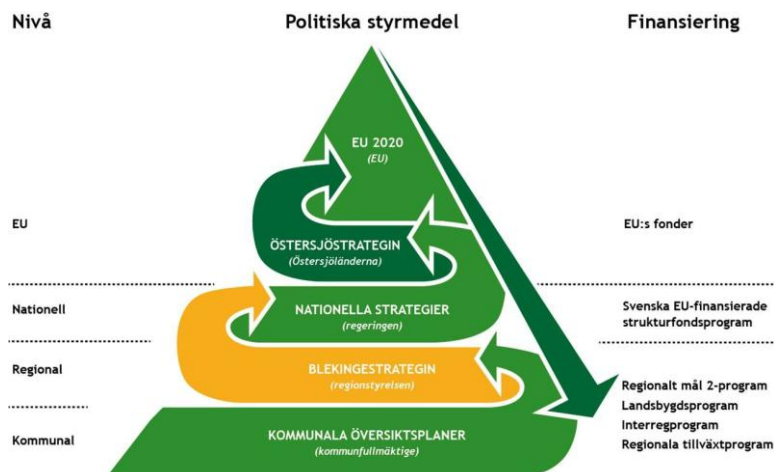 Nivå
Politiska styrmedel
Finansiering
EU 2020
(EU)
EU
ÖSTERSJÖSTRATEGIN
(Östersjöländerna)
EU:s fonder
Nationell
NATIONELLA STRATEGIER
(regeringen)
Svenska EU-finansierade
strukturfondsprogram
Regional
BLEKINGESTRATEGIN
(regionstyrelsen)
Regionalt mål 2-program
Landsbygdsprogram
Interregprogram
Regionala tillväxtprogram
Kommunal
KOMMUNALA ÖVERSIKTSPLANER
(kommunfullmäktige)